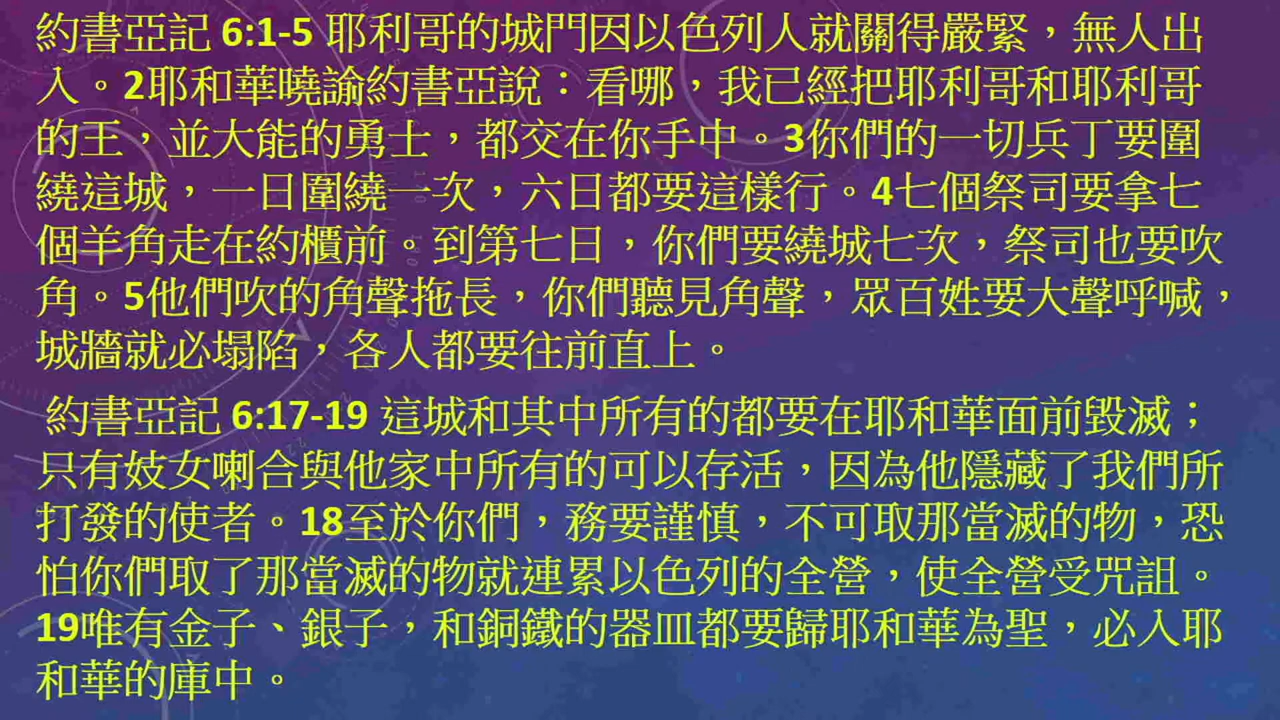 約書亞記 6:1-5 耶利哥的城門因以色列人就關得嚴緊，無人出
入。2耶和華曉諭約書亞說：看哪，我已經把耶利哥和耶利哥
的王，並大能的勇士，都交在你手中。3你們的一切兵丁要圍
繞這城，一日圍繞一次，六日都要這樣行。4七個祭司要拿七
個羊角走在約櫃前。到第七日，你們要繞城七次，祭司也要吹
角。5他們吹的角聲拖長，你們聽見角聲，眾百姓要大聲呼喊，
城牆就必塌陷，各人都要往前直上。
約書亞記 6:17-19 這城和其中所有的都要在耶和華面前毀滅；
只有妓女喇合與他家中所有的可以存活，因為他隱藏了我們所
打發的使者。18至於你們，務要謹慎，不可取那當滅的物，恐
怕你們取了那當滅的物就連累以色列的全營，使全營受咒詛。
19唯有金子、銀子，和銅鐵的器皿都要歸耶和華為聖，必入耶
和華的庫中。